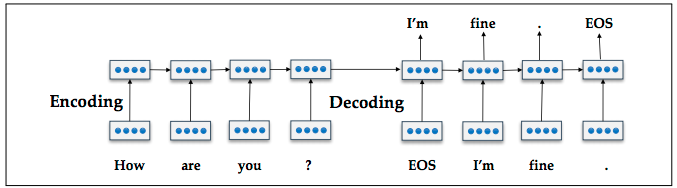 I'm fine . EOS
Encoding Decoding
How are you ? EOS I'm fine .